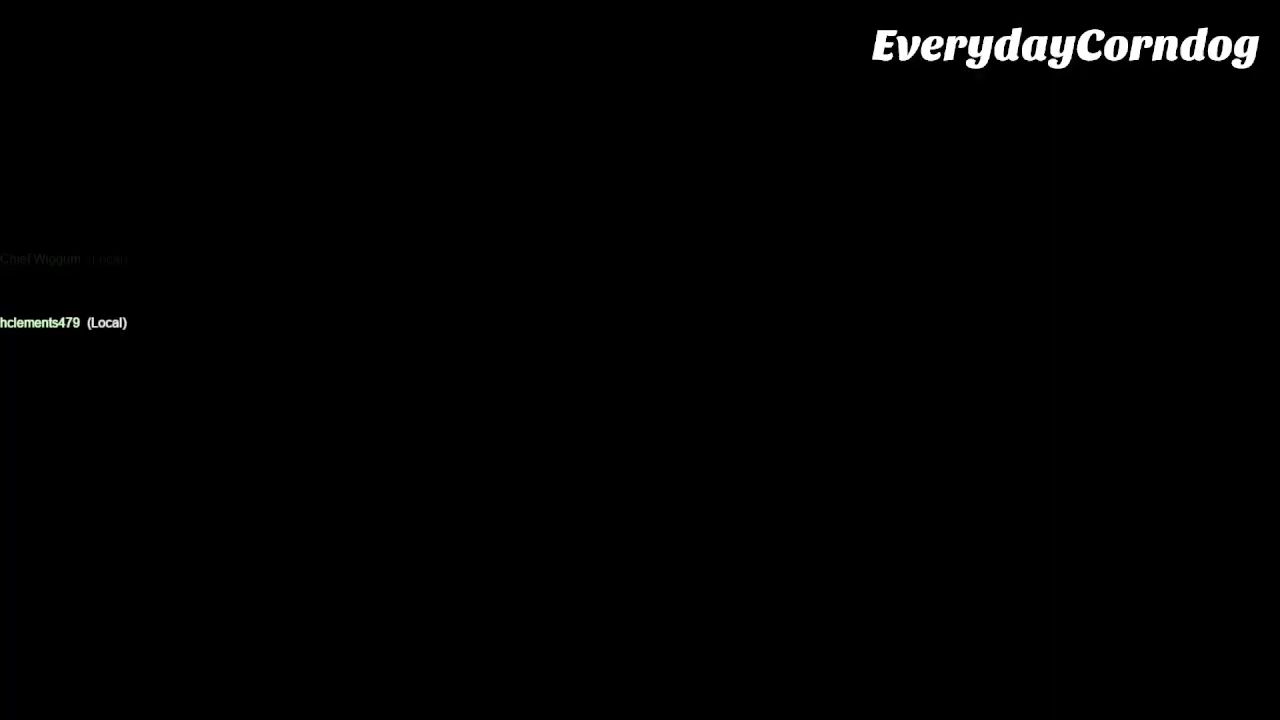 EverydayCorndog
Chief Wiggum (Local)
hclements479 (Local)